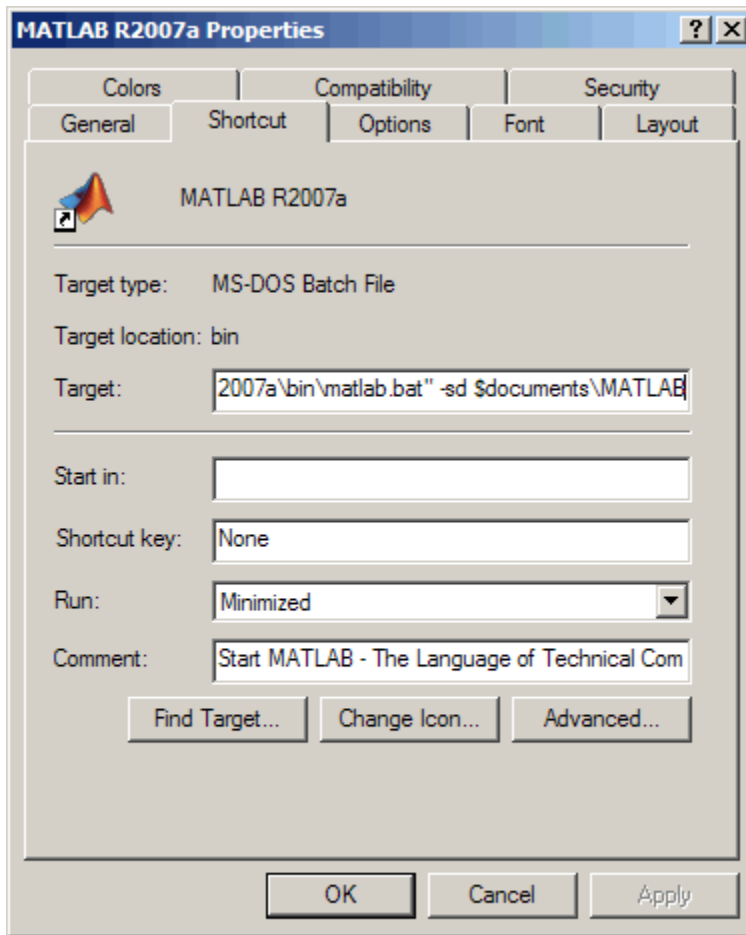 MATLAB R2007a Properties
Colors Compatibility Security
General Shortcut Options Font Layout
MATLAB R2007a
Target type: MS-DOS Batch File
Target location: bin
Target: 2007a\bin\matlab.bat" -sd $documents\MATLAB
Start in:
Shortcut key: None
Run: Minimized
Comment: Start MATLAB - The Language of Technical Com
Find Target... Change Icon... Advanced...
OK Cancel Apply